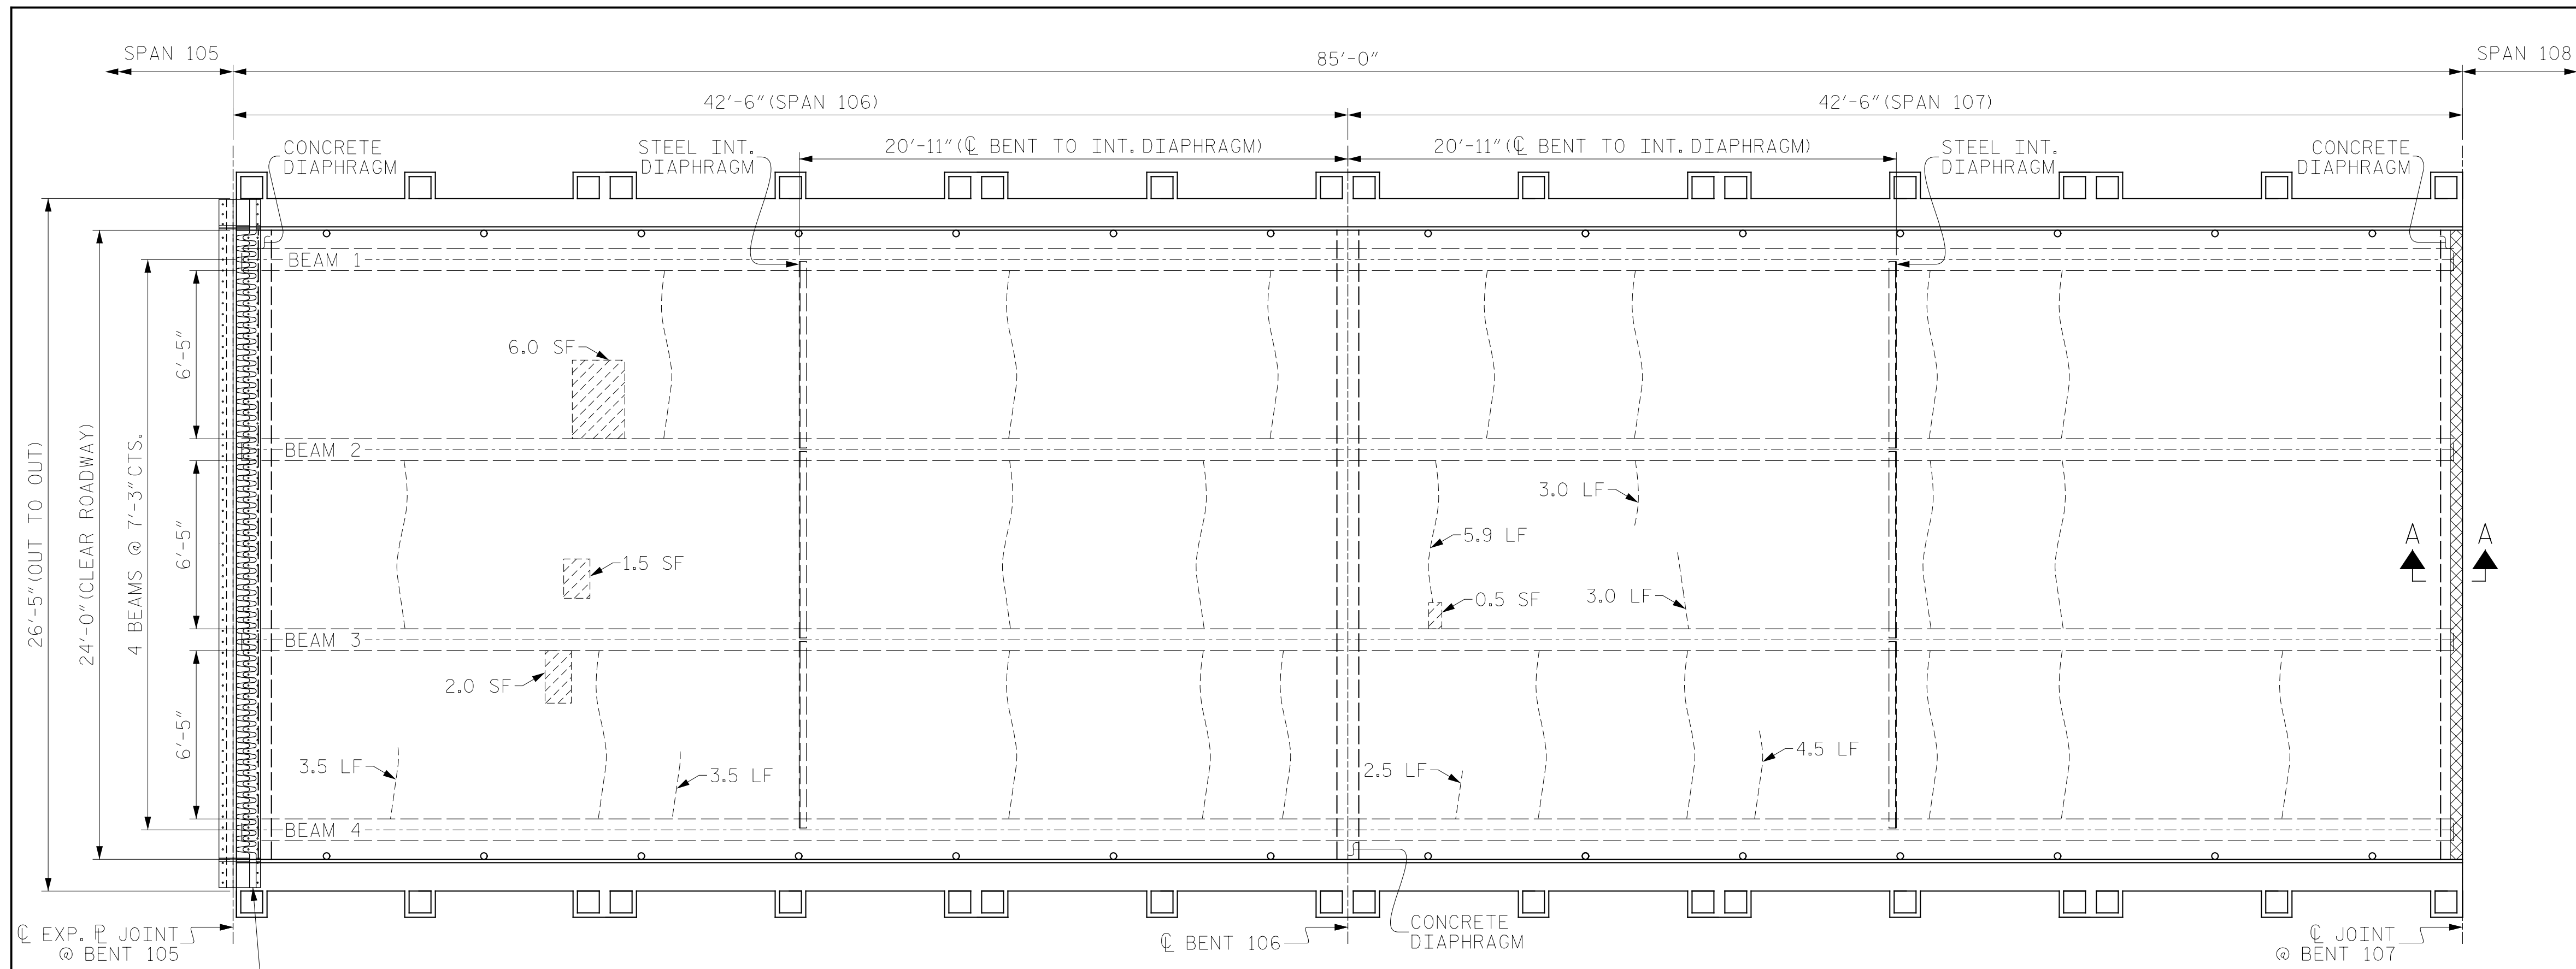 SPAN 105
85'-0"
SPAN 108
42'-6"(SPAN 106)
42'-6"(SPAN 107)
CONCRETE
DIAPHRAGM
STEEL INT.
DIAPHRAGM
20'-11"(℄ BENT TO INT. DIAPHRAGM)
20'-11"(℄ BENT TO INT. DIAPHRAGM)
STEEL INT.
DIAPHRAGM
CONCRETE
DIAPHRAGM
BEAM 1
6.0 SF
6'-5"
BEAM 2
26'-5"(OUT TO OUT)
24'-0"(CLEAR ROADWAY)
4 BEAMS @ 7'-3" CTS.
6'-5"
1.5 SF
3.0 LF
5.9 LF
0.5 SF
3.0 LF
A
A
BEAM 3
2.0 SF
6'-5"
3.5 LF
3.5 LF
2.5 LF
4.5 LF
BEAM 4
℄ EXP. ⅊ JOINT
@ BENT 105
℄ BENT 106
CONCRETE
DIAPHRAGM
℄ JOINT
@ BENT 107